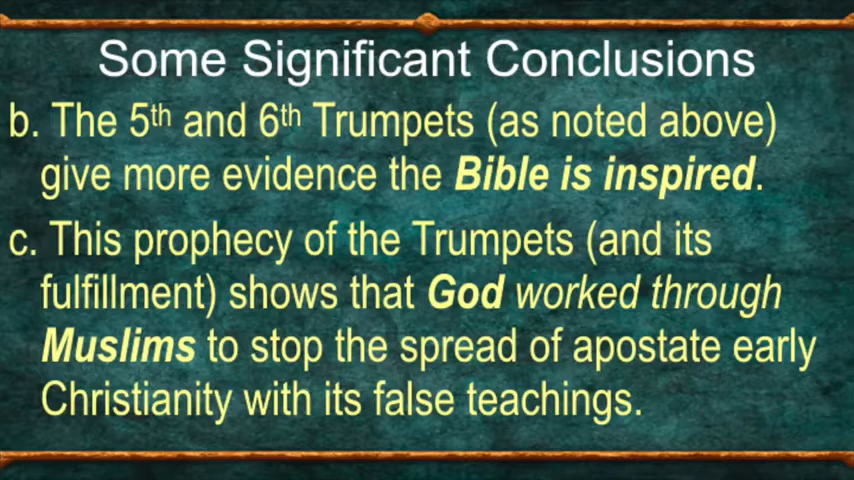 Some Significant Conclusions
b. The 5th and 6th Trumpets (as noted above)
give more evidence the Bible is inspired.
c. This prophecy of the Trumpets (and its
fulfillment) shows that God worked through
Muslims to stop the spread of apostate early
Christianity with its false teachings.